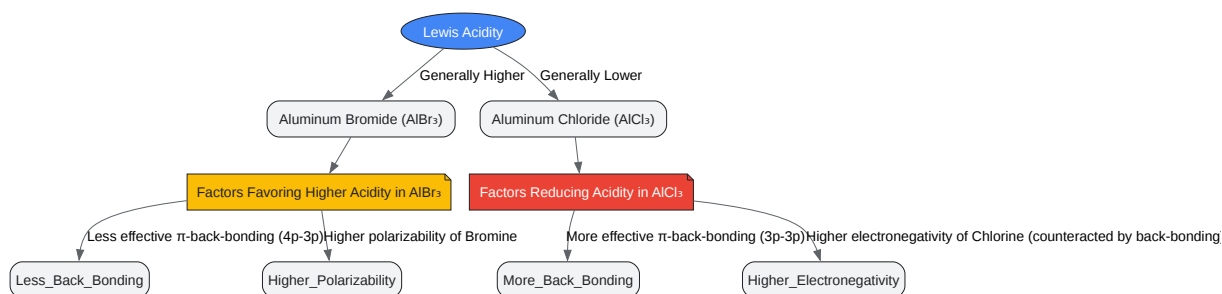 Lewis Acidity
Generally Higher
Generally Lower
Aluminum Bromide (AlBr₃)
Aluminum Chloride (AlCl₃)
Factors Favoring Higher Acidity in AlBr₃
Factors Reducing Acidity in AlCl₃
Less effective π-back-bonding (4p-3p)
Higher polarizability of Bromine
More effective π-back-bonding (3p-3p)
Higher electronegativity of Chlorine (counteracted by back-bonding)
Less_Back_Bonding
Higher_Polarizability
More_Back_Bonding
Higher_Electronegativity